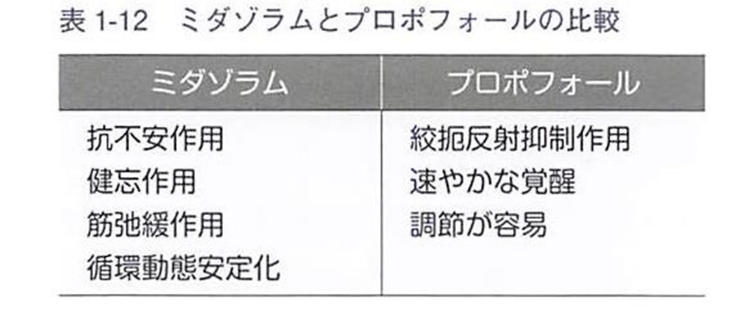 表 1-12　ミダゾラムとプロポフォールの比較
ミダゾラム　プロポフォール
抗不安作用　絞扼反射抑制作用
健忘作用　速やかな覚醒
筋弛緩作用　調節が容易
循環動態安定化